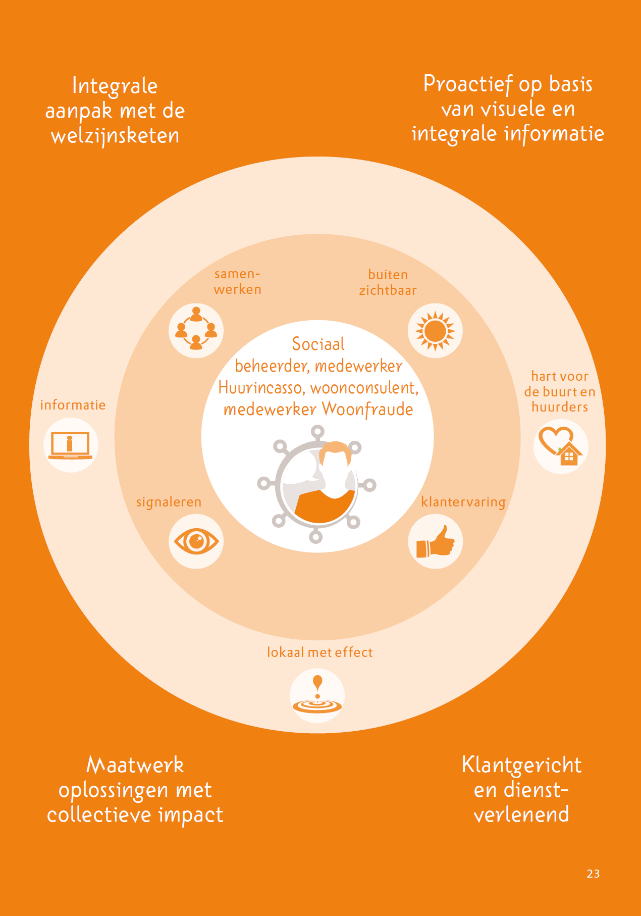 Integrale
aanpak met de
welzijnsketen
Proactief op basis
van visuele en
integrale informatie
samen-
werken
buiten
zichtbaar
Sociaal
beheerder, medewerker
Huurincasso, woonconsulent,
medewerker Woonfraude
informatie
hart voor
de buurt en
huurders
signaleren
klantervaring
lokaal met effect
Maatwerk
oplossingen met
collectieve impact
Klantgericht
en dienst-
verlenend
23